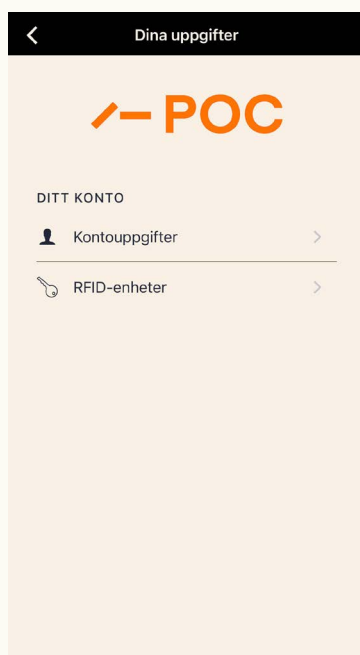 Dina uppgifter
POC
DITT KONTO
Kontouppgifter
RFID-enheter